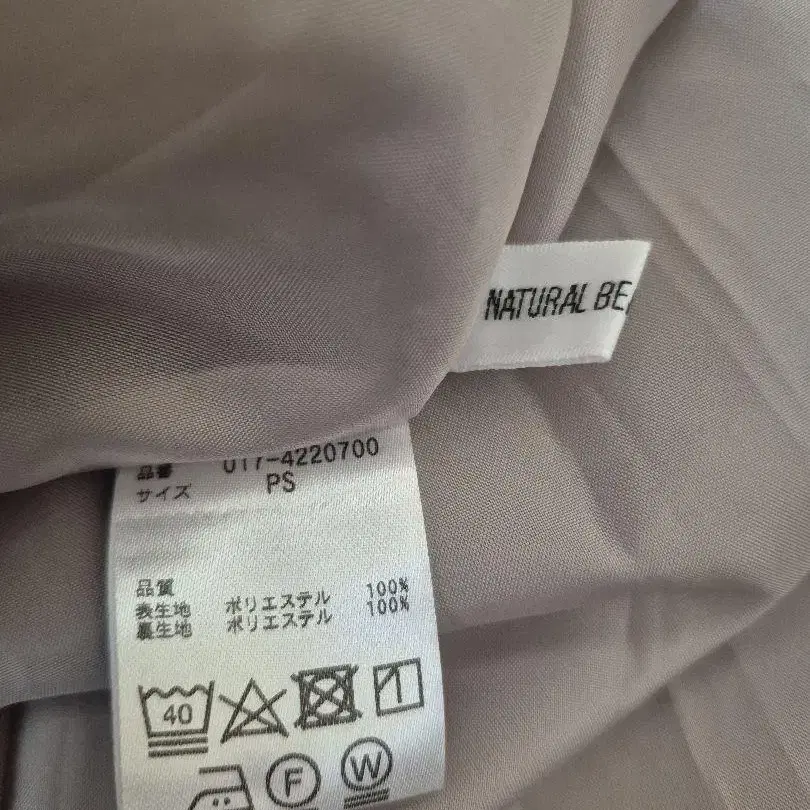 NATURAL BE
品番 017-4220700
サイズ PS
品質
表生地 ポリエステル 100%
裏生地 ポリエステル 100%
40
F W